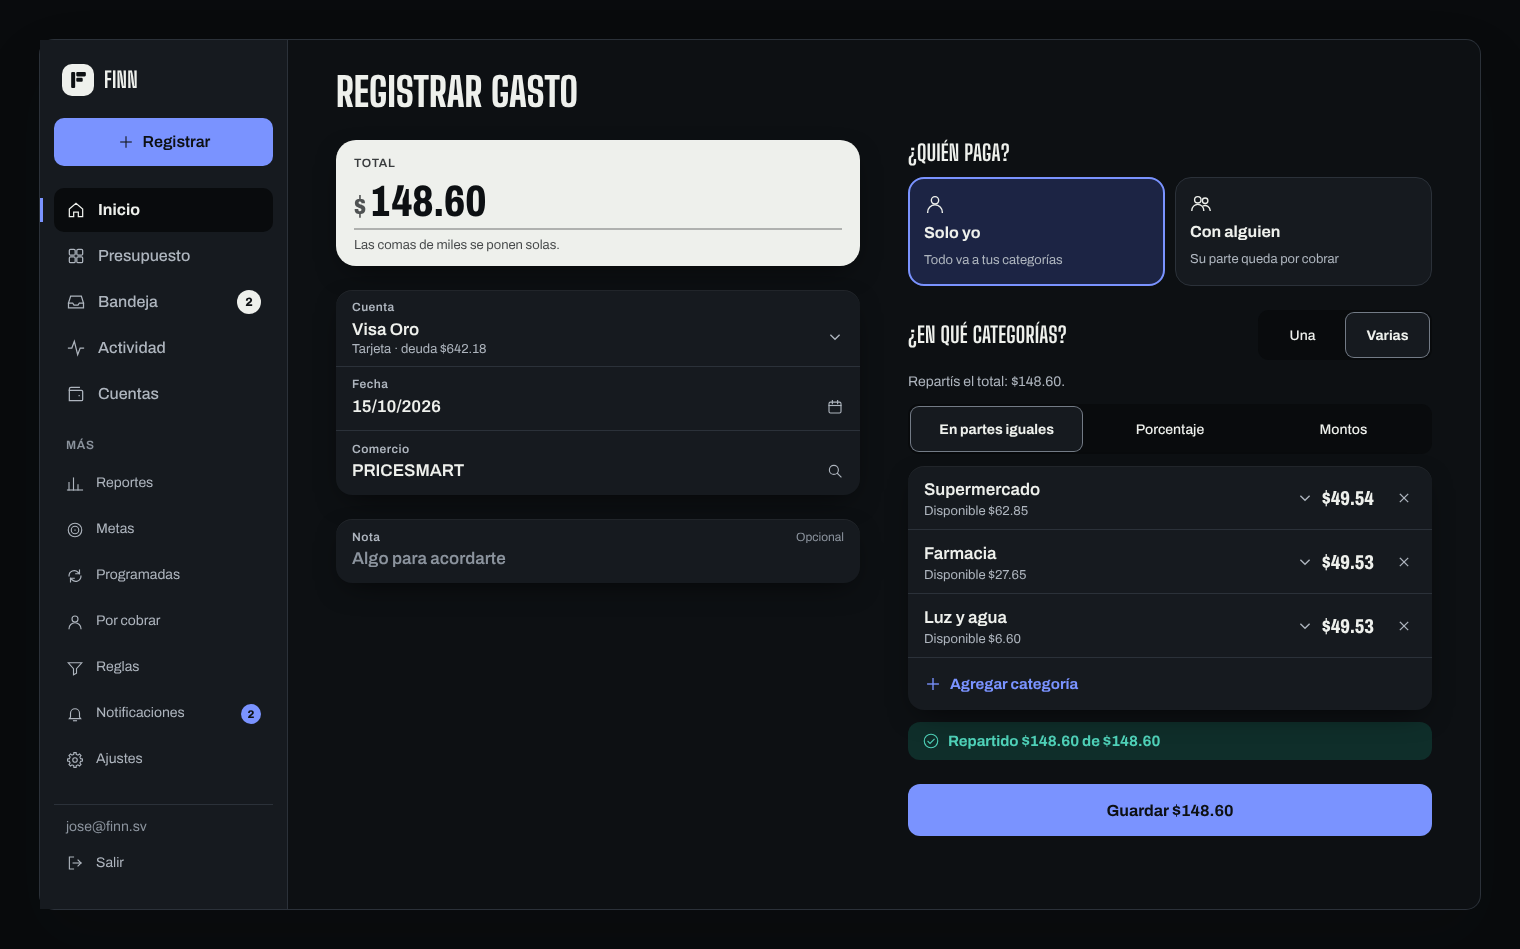 FINN
Registrar
Inicio
Presupuesto
Bandeja 2
Actividad
Cuentas
MÁS
Reportes
Metas
Programadas
Por cobrar
Reglas
Notificaciones 2
Ajustes
jose@finn.sv
Salir
REGISTRAR GASTO
TOTAL
$ 148.60
Las comas de miles se ponen solas.
Cuenta
Visa Oro
Tarjeta · deuda $642.18
Fecha
15/10/2026
Comercio
PRICESMART
Nota Opcional
Algo para acordarte
¿QUIÉN PAGA?
Solo yo
Todo va a tus categorías
Con alguien
Su parte queda por cobrar
¿EN QUÉ CATEGORÍAS? Una Varias
Repartís el total: $148.60.
En partes iguales Porcentaje Montos
Supermercado
Disponible $62.85
$49.54
Farmacia
Disponible $27.65
$49.53
Luz y agua
Disponible $6.60
$49.53
Agregar categoría
Repartido $148.60 de $148.60
Guardar $148.60